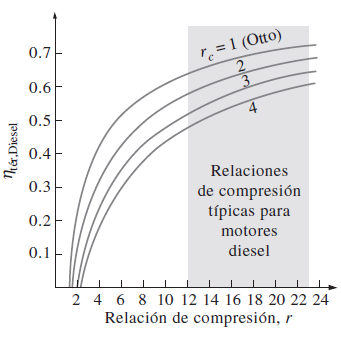 r_c = 1 (Otto)
2
3
4
0.7
0.6
0.5
0.4
0.3
0.2
0.1
η_tér,Diesel
Relaciones
de compresión
típicas para
motores
diesel
2 4 6 8 10 12 14 16 18 20 22 24
Relación de compresión, r